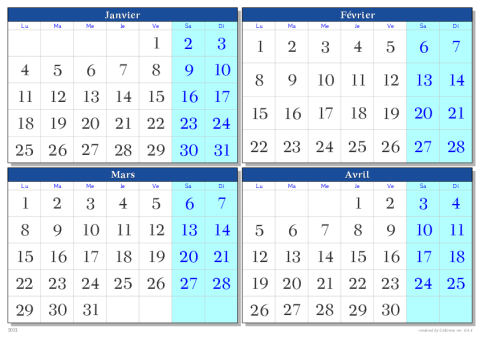 Janvier
Lu Ma Me Je Ve Sa Di
1 2 3
4 5 6 7 8 9 10
11 12 13 14 15 16 17
18 19 20 21 22 23 24
25 26 27 28 29 30 31
Février
Lu Ma Me Je Ve Sa Di
1 2 3 4 5 6 7
8 9 10 11 12 13 14
15 16 17 18 19 20 21
22 23 24 25 26 27 28
Mars
Lu Ma Me Je Ve Sa Di
1 2 3 4 5 6 7
8 9 10 11 12 13 14
15 16 17 18 19 20 21
22 23 24 25 26 27 28
29 30 31
Avril
Lu Ma Me Je Ve Sa Di
1 2 3 4
5 6 7 8 9 10 11
12 13 14 15 16 17 18
19 20 21 22 23 24 25
26 27 28 29 30
2021